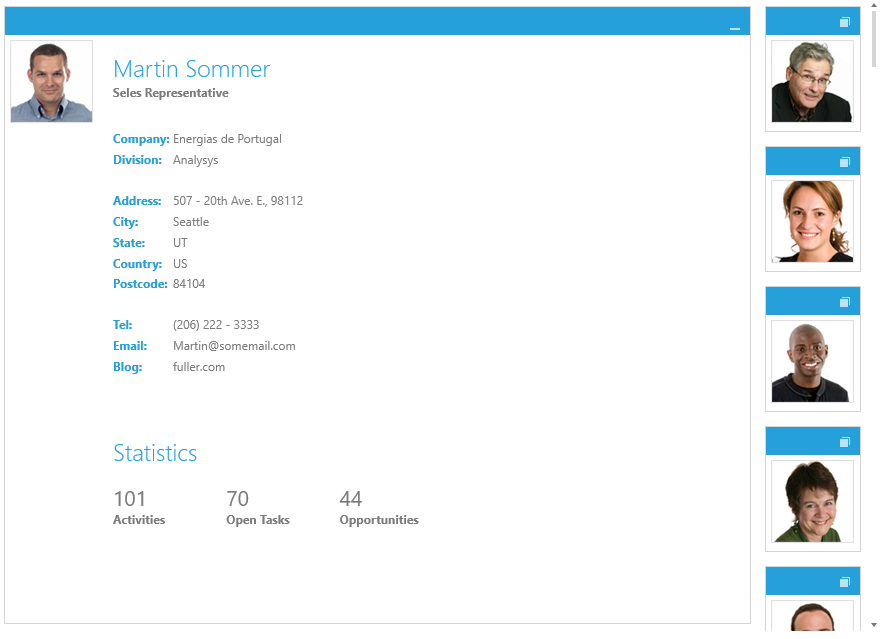 Martin Sommer
Seles Representative
Company: Energias de Portugal
Division: Analysys
Address: 507 - 20th Ave. E., 98112
City: Seattle
State: UT
Country: US
Postcode: 84104
Tel: (206) 222 - 3333
Email: Martin@somemail.com
Blog: fuller.com
Statistics
101 70 44
Activities Open Tasks Opportunities